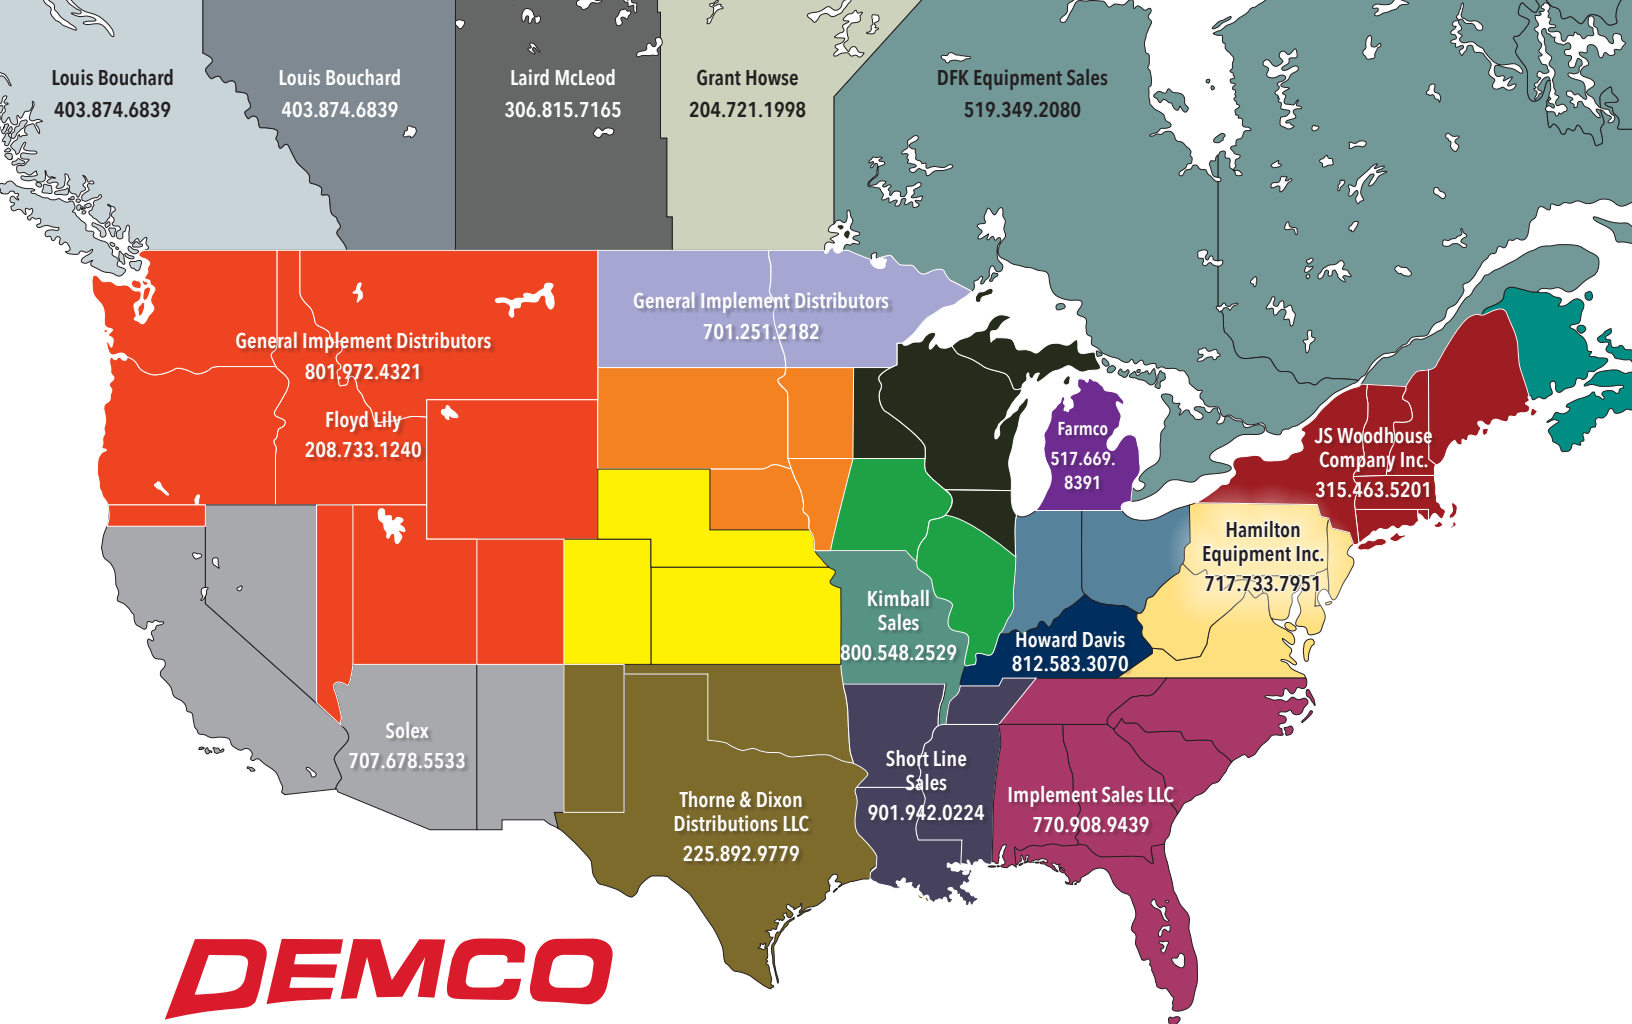 Louis Bouchard
403.874.6839
Louis Bouchard
403.874.6839
Laird McLeod
306.815.7165
Grant Howse
204.721.1998
DFK Equipment Sales
519.349.2080
General Implement Distributors
801.972.4321
Floyd Lily
208.733.1240
General Implement Distributors
701.251.2182
Farmco
517.669.
8391
JS Woodhouse
Company Inc.
315.463.5201
Hamilton
Equipment Inc.
717.733.7951
Kimball
Sales
800.548.2529
Howard Davis
812.583.3070
Solex
707.678.5533
Short Line
Sales
901.942.0224
Thorne & Dixon
Distributions LLC
225.892.9779
Implement Sales LLC
770.908.9439
DEMCO